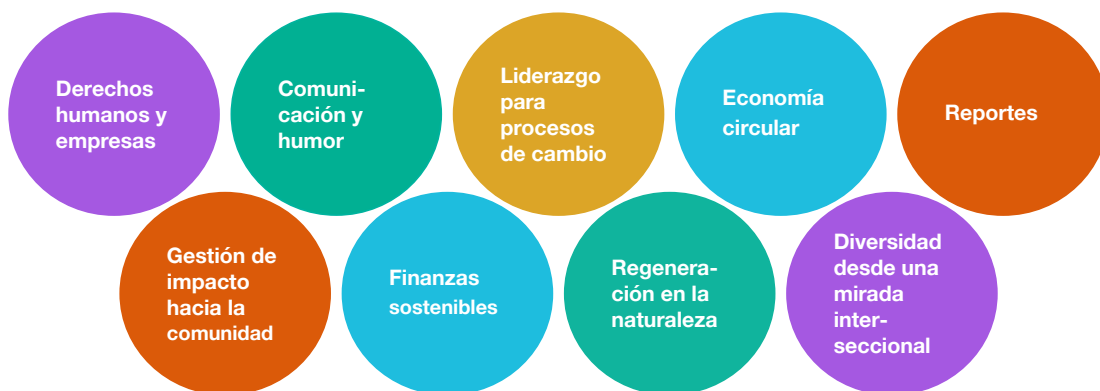 Derechos
humanos y
empresas
Comuni-
cación y
humor
Liderazgo
para
procesos
de cambio
Economía
circular
Reportes
Gestión de
impacto
hacia la
comunidad
Finanzas
sostenibles
Regenera-
ción en la
naturaleza
Diversidad
desde una
mirada
inter-
seccional